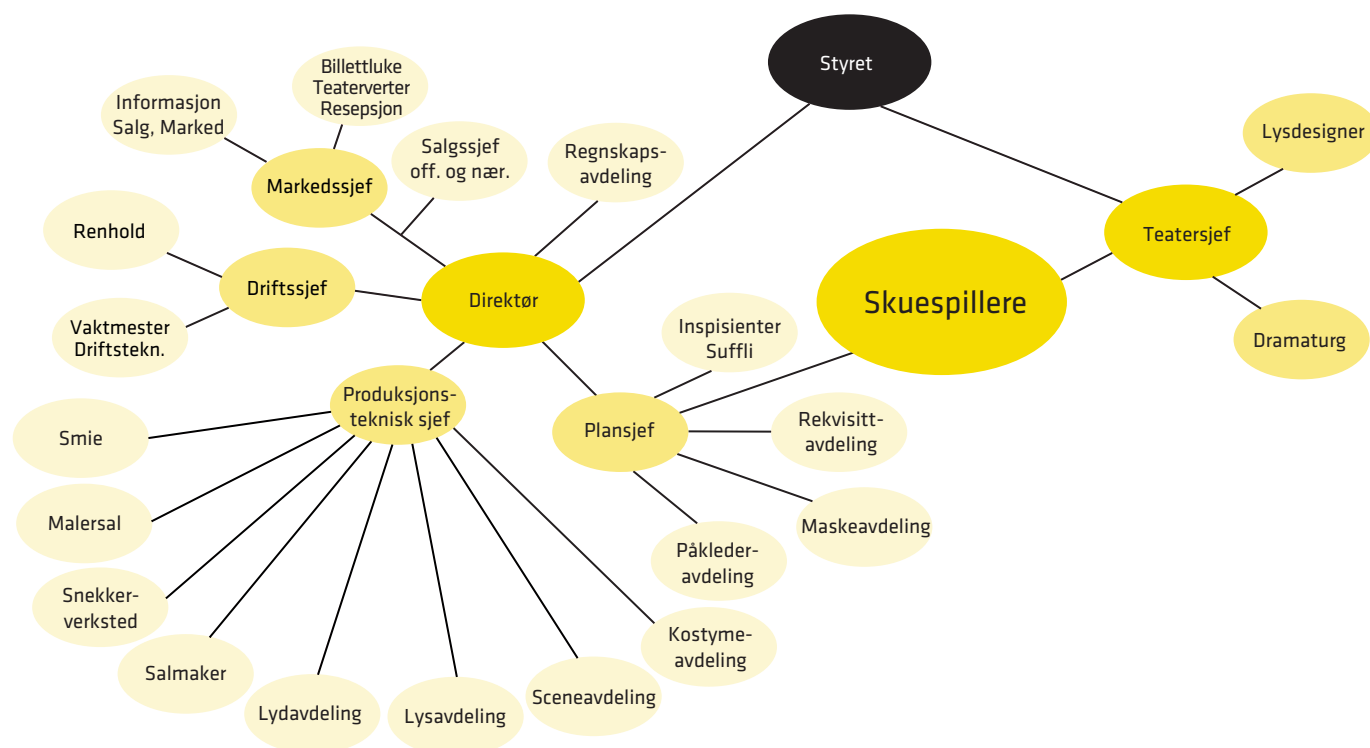 Styret
Billettluke
Teaterverter
Resepsjon
Informasjon
Salg, Marked
Lysdesigner
Salgssjef
off. og nær.
Regnskaps-
avdeling
Markedssjef
Renhold
Teatersjef
Driftssjef
Direktør
Skuespillere
Vaktmester
Driftstekn.
Inspisienter
Suffli
Dramaturg
Produksjons-
teknisk sjef
Plansjef
Rekvisitt-
avdeling
Smie
Malersal
Maskeavdeling
Påkleder-
avdeling
Snekker-
verksted
Kostyme-
avdeling
Salmaker
Lydavdeling
Lysavdeling
Sceneavdeling